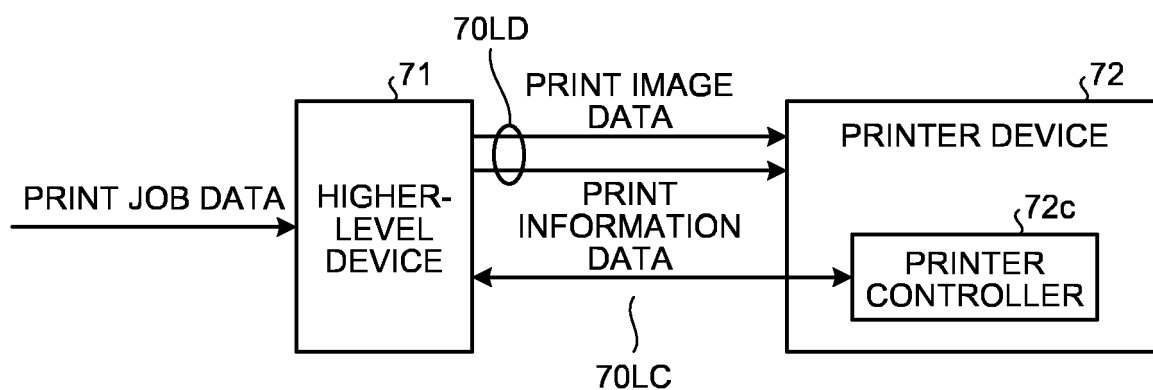 70LD
71
PRINT IMAGE
DATA
72
PRINTER DEVICE
PRINT JOB DATA
HIGHER-
LEVEL
DEVICE
PRINT
INFORMATION
DATA
72c
PRINTER
CONTROLLER
70LC